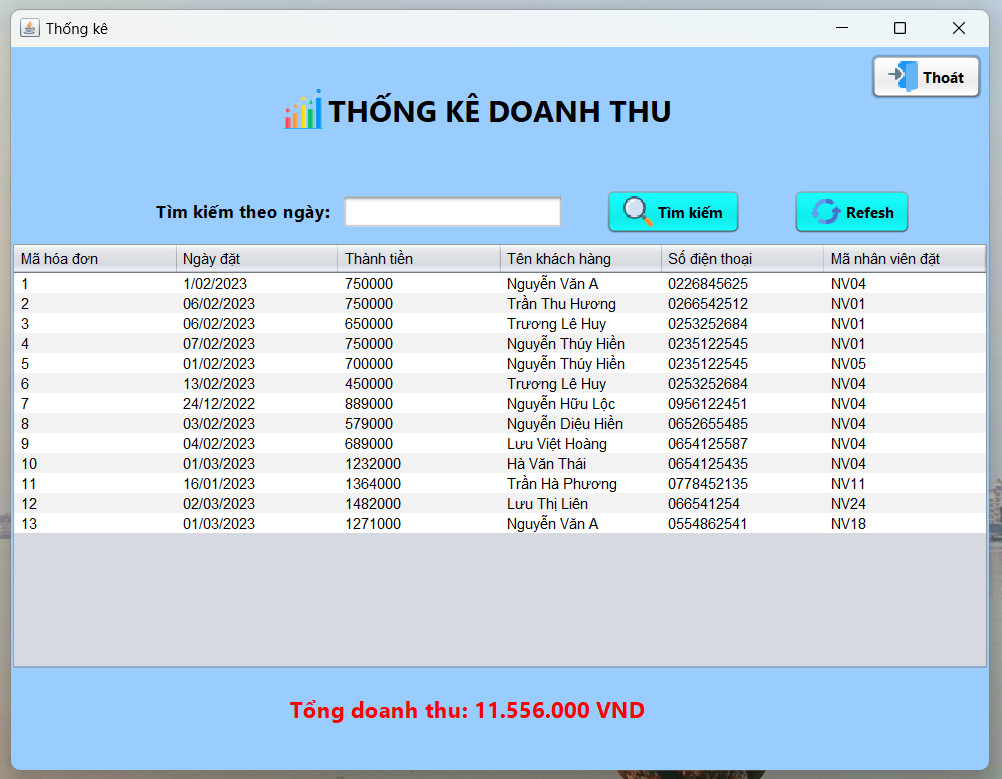 Thống kê
Thoát
THỐNG KÊ DOANH THU
Tìm kiếm theo ngày: Tìm kiếm Refesh
Mã hóa đơn Ngày đặt Thành tiền Tên khách hàng Số điện thoại Mã nhân viên đặt
1 1/02/2023 750000 Nguyễn Văn A 0226845625 NV04
2 06/02/2023 750000 Trần Thu Hương 0266542512 NV01
3 06/02/2023 650000 Trương Lê Huy 0253252684 NV01
4 07/02/2023 750000 Nguyễn Thúy Hiền 0235122545 NV01
5 01/02/2023 700000 Nguyễn Thúy Hiền 0235122545 NV05
6 13/02/2023 450000 Trương Lê Huy 0253252684 NV04
7 24/12/2022 889000 Nguyễn Hữu Lộc 0956122451 NV04
8 03/02/2023 579000 Nguyễn Diệu Hiền 0652655485 NV04
9 04/02/2023 689000 Lưu Việt Hoàng 0654125587 NV04
10 01/03/2023 1232000 Hà Văn Thái 0654125435 NV04
11 16/01/2023 1364000 Trần Hà Phương 0778452135 NV11
12 02/03/2023 1482000 Lưu Thị Liên 066541254 NV24
13 01/03/2023 1271000 Nguyễn Văn A 0554862541 NV18
Tổng doanh thu: 11.556.000 VND